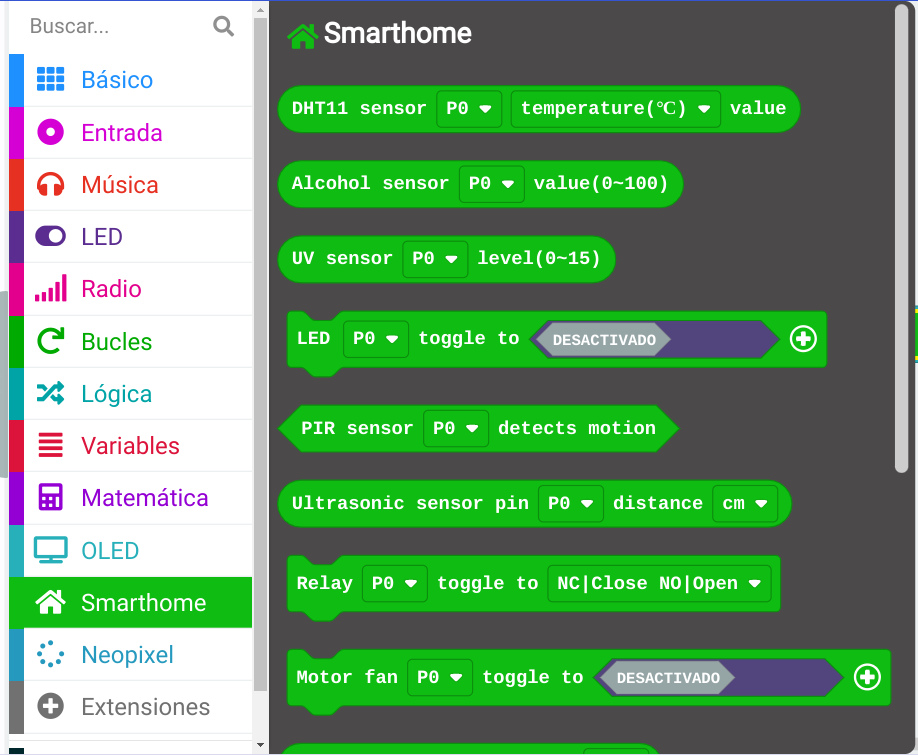 Buscar...
Básico
Entrada
Música
LED
Radio
Bucles
Lógica
Variables
Matemática
OLED
Smarthome
Neopixel
Extensiones
Smarthome
DHT11 sensor P0 temperature(℃) value
Alcohol sensor P0 value(0~100)
UV sensor P0 level(0~15)
LED P0 toggle to DESACTIVADO
PIR sensor P0 detects motion
Ultrasonic sensor pin P0 distance cm
Relay P0 toggle to NC|Close NO|Open
Motor fan P0 toggle to DESACTIVADO